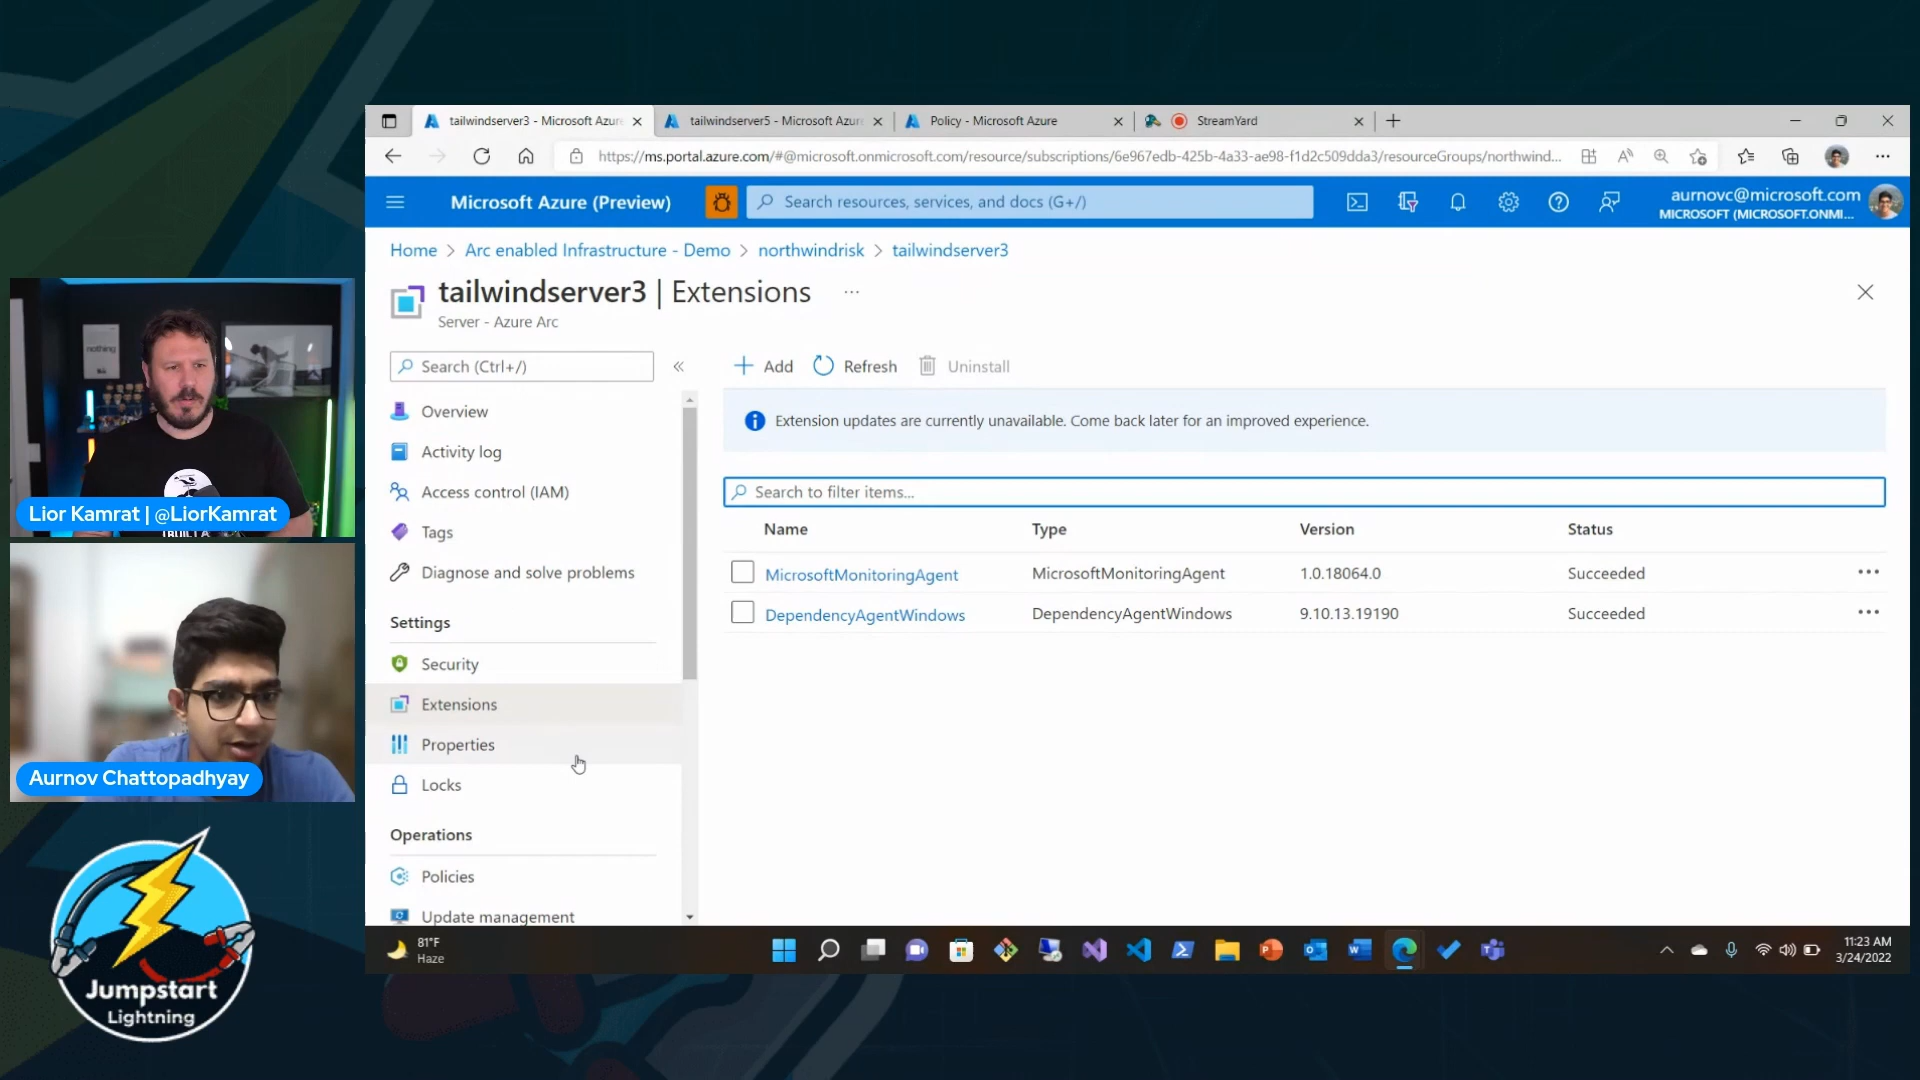 tailwindserver3 - Microsoft Azure
tailwindserver5 - Microsoft Azure
Policy - Microsoft Azure
StreamYard
https://ms.portal.azure.com/#@microsoft.onmicrosoft.com/resource/subscriptions/6e967edb-425b-4a33-ae98-f1d2c509dda3/resourceGroups/northwind...
Microsoft Azure (Preview)
Search resources, services, and docs (G+/)
aurnovc@microsoft.com
MICROSOFT (MICROSOFT.ONMI...
Home > Arc enabled Infrastructure - Demo > northwindrisk > tailwindserver3
tailwindserver3 | Extensions ...
Server - Azure Arc
Search (Ctrl+/)
Overview
Activity log
Access control (IAM)
Tags
Diagnose and solve problems
Settings
Security
Extensions
Properties
Locks
Operations
Policies
Update management
Add
Refresh
Uninstall
Extension updates are currently unavailable. Come back later for an improved experience.
Search to filter items...
Name Type Version Status
MicrosoftMonitoringAgent MicrosoftMonitoringAgent 1.0.18064.0 Succeeded
DependencyAgentWindows DependencyAgentWindows 9.10.13.19190 Succeeded
nothing
Lior Kamrat | @LiorKamrat
Aurnov Chattopadhyay
Jumpstart
Lightning
81°F
Haze
11:23 AM
3/24/2022